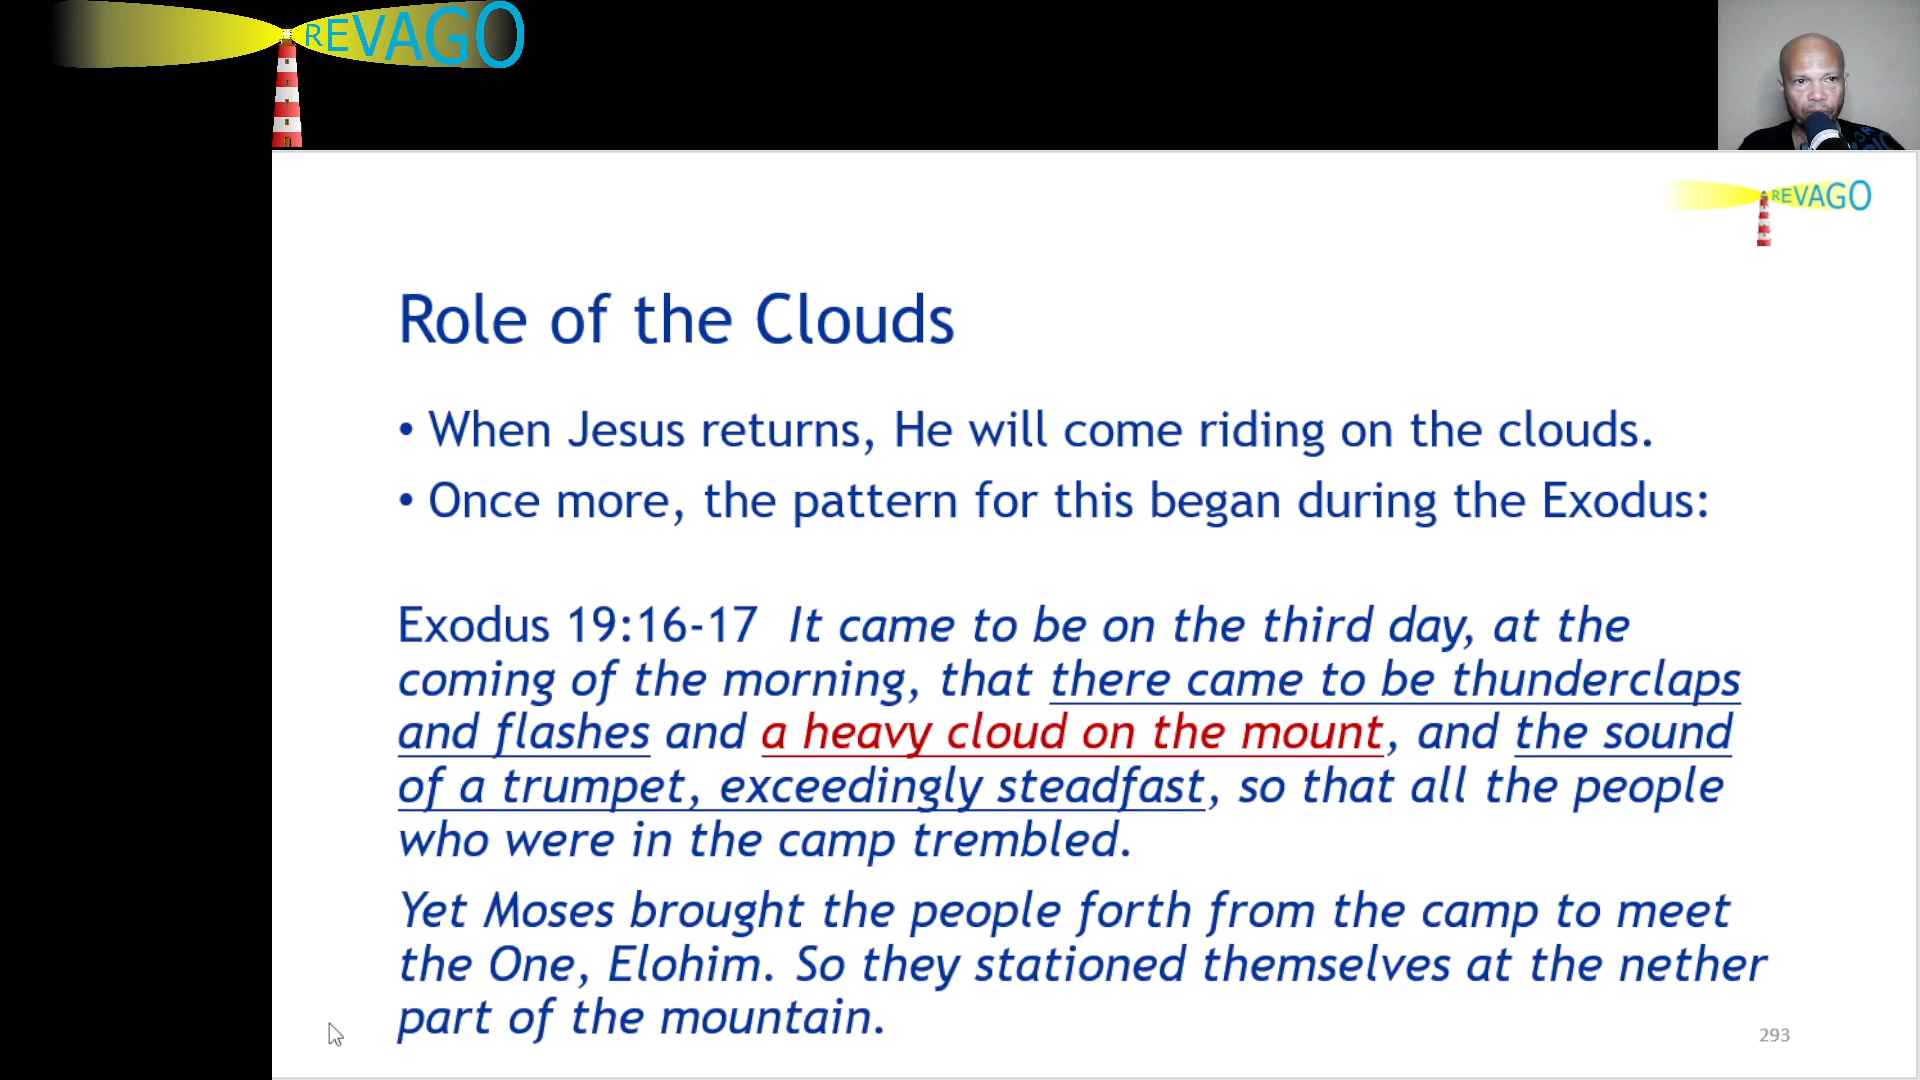 REVAGO
REVAGO
Role of the Clouds
• When Jesus returns, He will come riding on the clouds.
• Once more, the pattern for this began during the Exodus:
Exodus 19:16-17 It came to be on the third day, at the
coming of the morning, that there came to be thunderclaps
and flashes and a heavy cloud on the mount, and the sound
of a trumpet, exceedingly steadfast, so that all the people
who were in the camp trembled.
Yet Moses brought the people forth from the camp to meet
the One, Elohim. So they stationed themselves at the nether
part of the mountain.
293